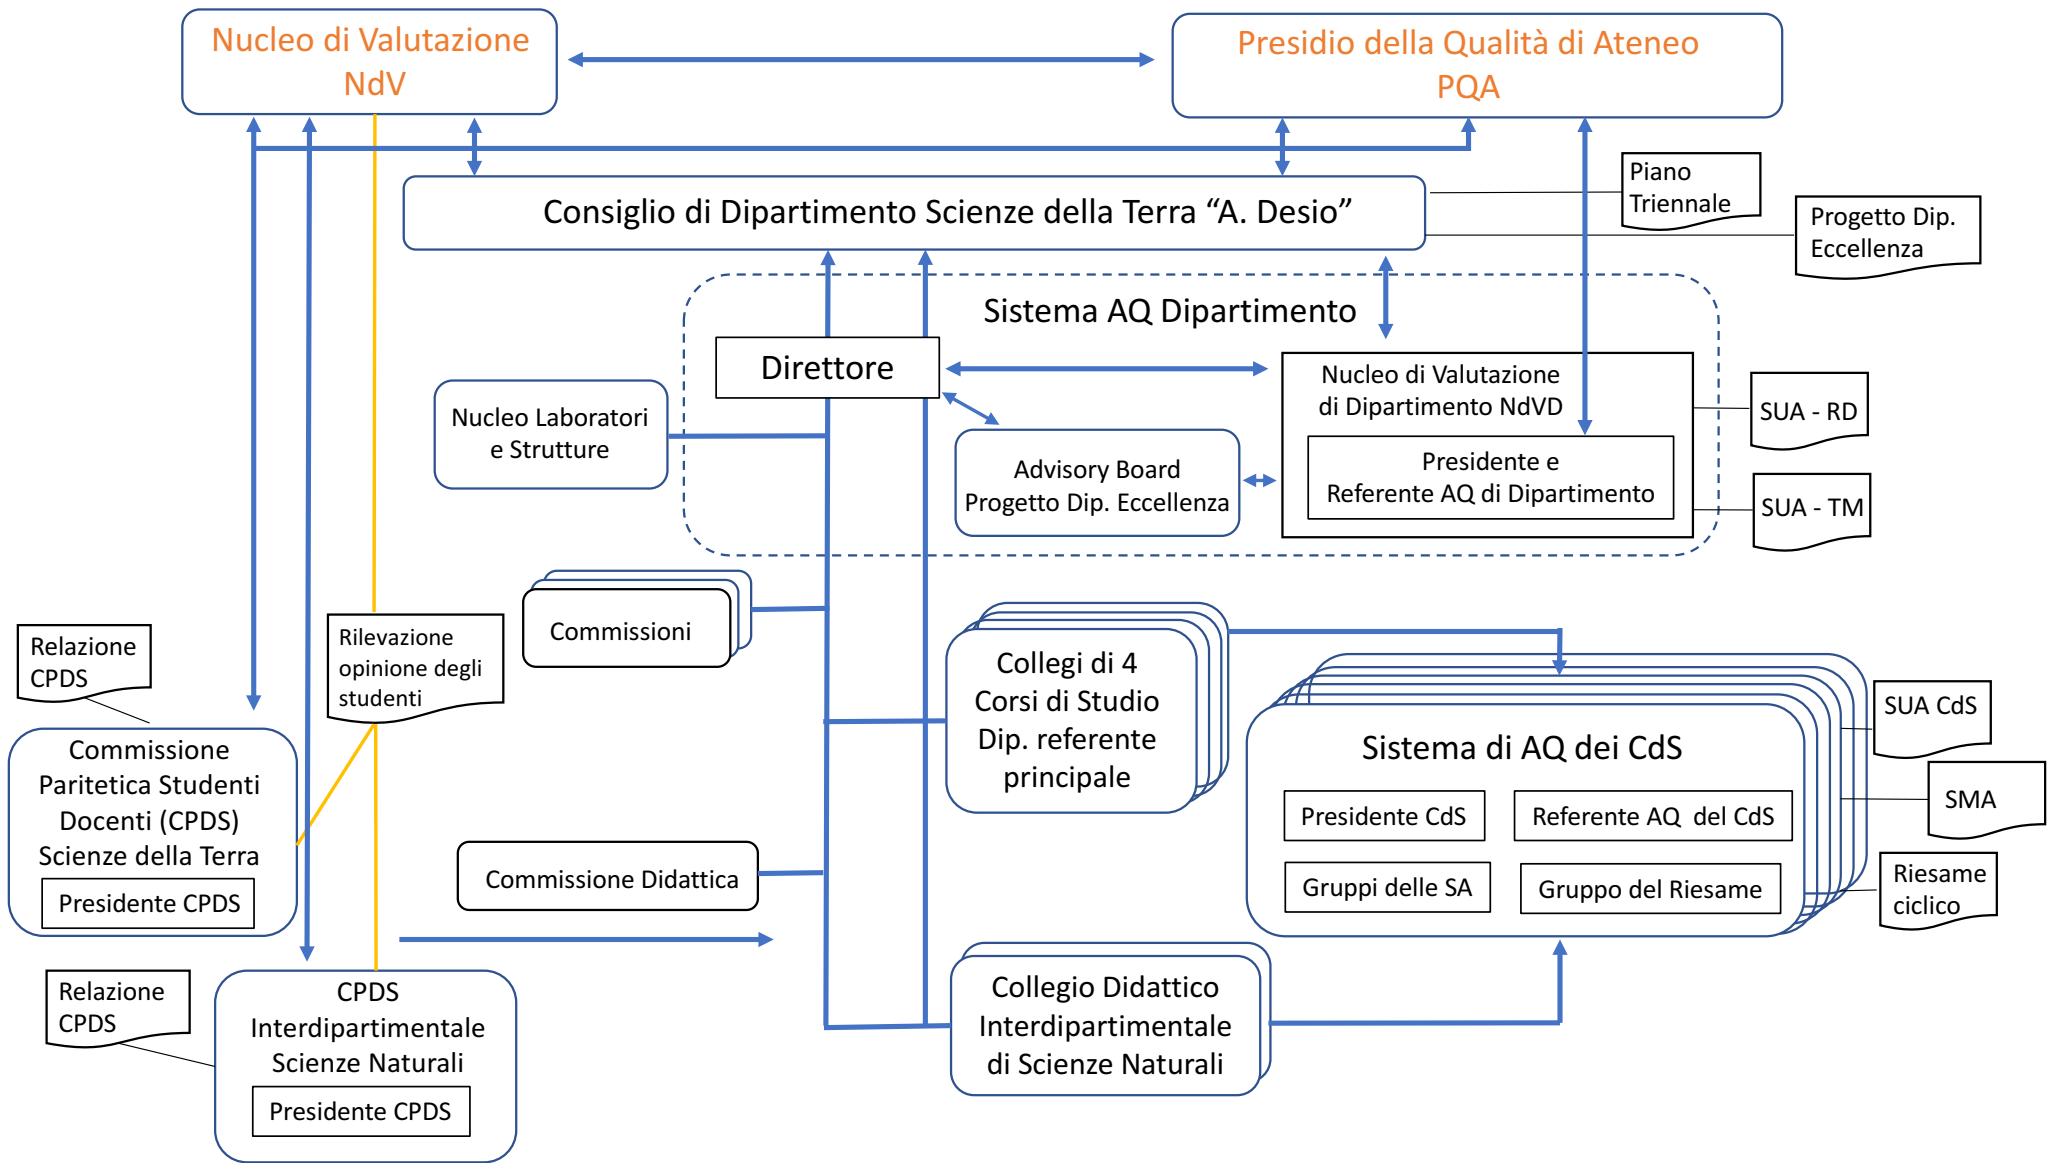 Nucleo di Valutazione
NdV
Presidio della Qualità di Ateneo
PQA
Piano
Triennale
Consiglio di Dipartimento Scienze della Terra “A. Desio”
Progetto Dip.
Eccellenza
Sistema AQ Dipartimento
Direttore
Nucleo di Valutazione
di Dipartimento NdVD
Nucleo Laboratori
e Strutture
SUA - RD
Advisory Board
Progetto Dip. Eccellenza
Presidente e
Referente AQ di Dipartimento
SUA - TM
Commissioni
Rilevazione
opinione degli
studenti
Relazione
CPDS
Collegi di 4
Corsi di Studio
Dip. referente
principale
SUA CdS
Commissione
Paritetica Studenti
Docenti (CPDS)
Scienze della Terra
Presidente CPDS
Sistema di AQ dei CdS
SMA
Presidente CdS
Referente AQ del CdS
Commissione Didattica
Gruppi delle SA
Gruppo del Riesame
Riesame
ciclico
Relazione
CPDS
CPDS
Interdipartimentale
Scienze Naturali
Presidente CPDS
Collegio Didattico
Interdipartimentale
di Scienze Naturali